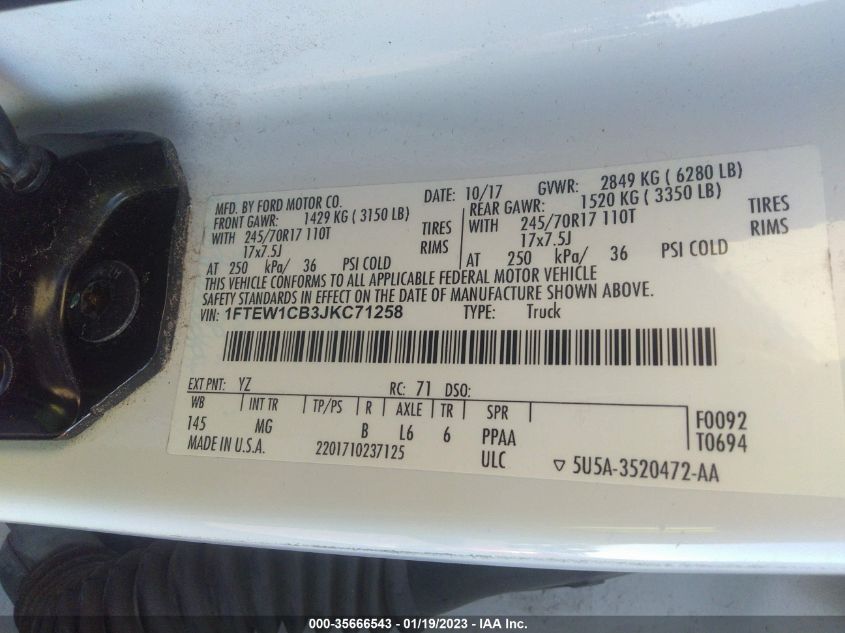 MFD. BY FORD MOTOR CO. DATE: 10/17 GVWR: 2849 KG ( 6280 LB)
FRONT GAWR: 1429 KG ( 3150 LB) REAR GAWR: 1520 KG ( 3350 LB)
WITH 245/70R17 110T TIRES WITH 245/70R17 110T TIRES
17x7.5J RIMS 17x7.5J RIMS
AT 250 kPa/ 36 PSI COLD AT 250 kPa/ 36 PSI COLD
THIS VEHICLE CONFORMS TO ALL APPLICABLE FEDERAL MOTOR VEHICLE
SAFETY STANDARDS IN EFFECT ON THE DATE OF MANUFACTURE SHOWN ABOVE.
VIN: 1FTEW1CB3JKC71258 TYPE: Truck
EXT PNT: YZ RC: 71 DSO:
WB INT TR TP/PS R AXLE TR SPR F0092
145 MG B L6 6 PPAA T0694
MADE IN U.S.A. 2201710237125 ULC 5U5A-3520472-AA
000-35666543 - 01/19/2023 - IAA Inc.